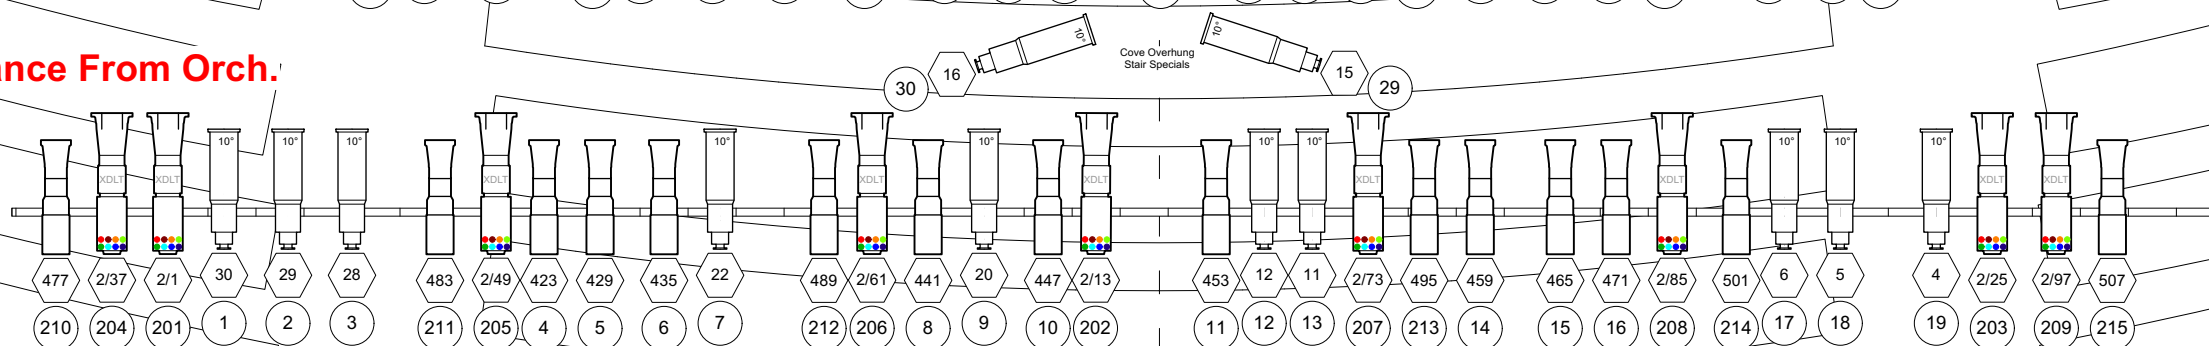 Cove Overhung
Stair Specials
10° 10°
16 15
30 29
ance From Orch.
10° 10° 10° 10° 10° 10° 10° 10° 10° 10°
XDLT XDLT XDLT XDLT XDLT XDLT XDLT XDLT XDLT
477 2/37 2/1 30 29 28 483 2/49 423 429 435 22 489 2/61 441 20 447 2/13 453 12 11 2/73 495 459 465 471 2/85 501 6 5 4 2/25 2/97 507
210 204 201 1 2 3 211 205 4 5 6 7 212 206 8 9 10 202 11 12 13 207 213 14 15 16 208 214 17 18 19 203 209 215